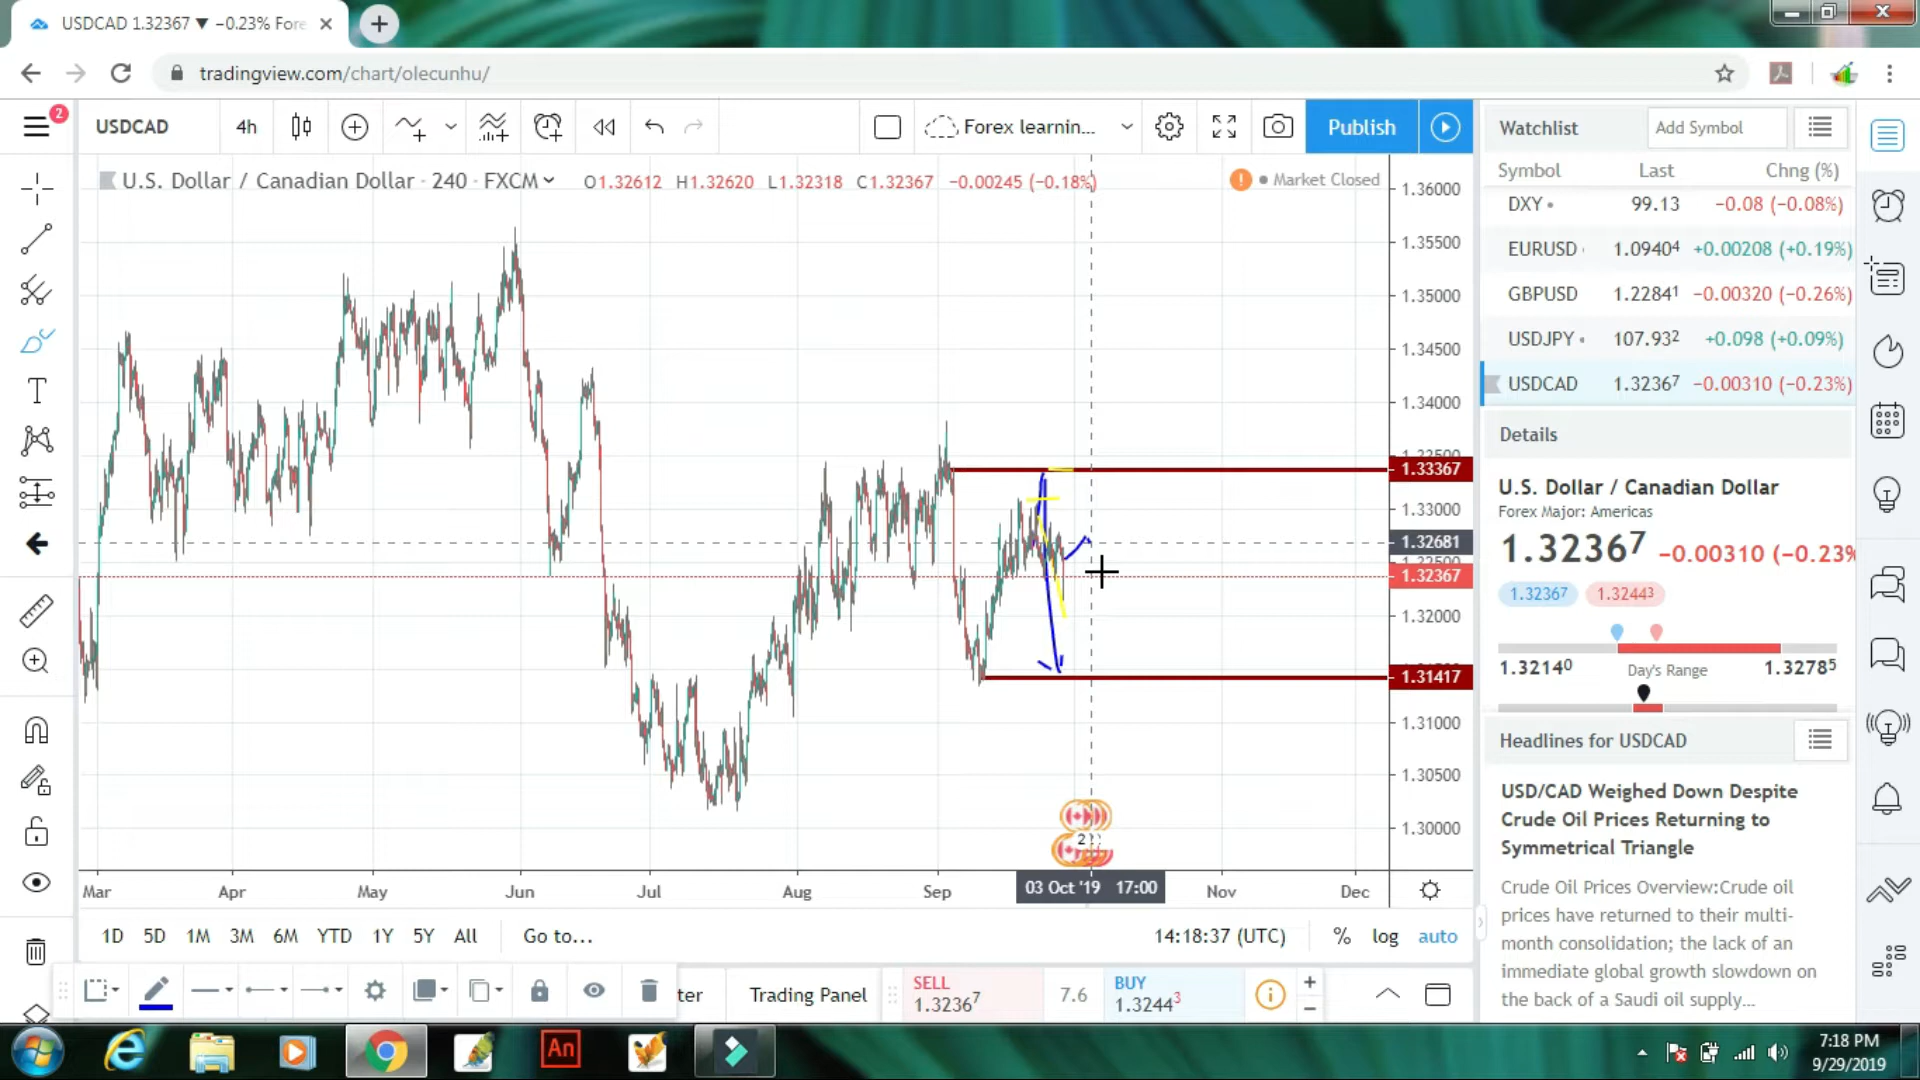 USDCAD 1.32367 ▼ −0.23% Fore
tradingview.com/chart/olecunhu/
2
USDCAD
4h
Forex learnin...
Publish
Watchlist
Add Symbol
U.S. Dollar / Canadian Dollar · 240 · FXCM
O1.32612 H1.32620 L1.32318 C1.32367 −0.00245 (−0.18%)
Market Closed
Symbol Last Chng (%)
DXY 99.13 −0.08 (−0.08%)
EURUSD 1.09404 +0.00208 (+0.19%)
GBPUSD 1.22841 −0.00320 (−0.26%)
USDJPY 107.932 +0.098 (+0.09%)
USDCAD 1.32367 −0.00310 (−0.23%)
1.36000
1.35500
1.35000
1.34500
1.34000
1.33367
1.33000
1.32681
1.32367
1.32000
1.31417
1.31000
1.30500
1.30000
Details
U.S. Dollar / Canadian Dollar
Forex Major: Americas
1.32367 −0.00310 (−0.23%
1.32367 1.32443
1.32140 Day's Range 1.32785
Headlines for USDCAD
USD/CAD Weighed Down Despite
Crude Oil Prices Returning to
Symmetrical Triangle
Crude Oil Prices Overview:Crude oil
prices have returned to their multi-
month consolidation; the lack of an
immediate global growth slowdown on
the back of a Saudi oil supply...
Mar Apr May Jun Jul Aug Sep 03 Oct '19 17:00 Nov Dec
1D 5D 1M 3M 6M YTD 1Y 5Y All Go to...
14:18:37 (UTC) % log auto
ter Trading Panel
SELL
1.32367
7.6
BUY
1.32443
An
7:18 PM
9/29/2019